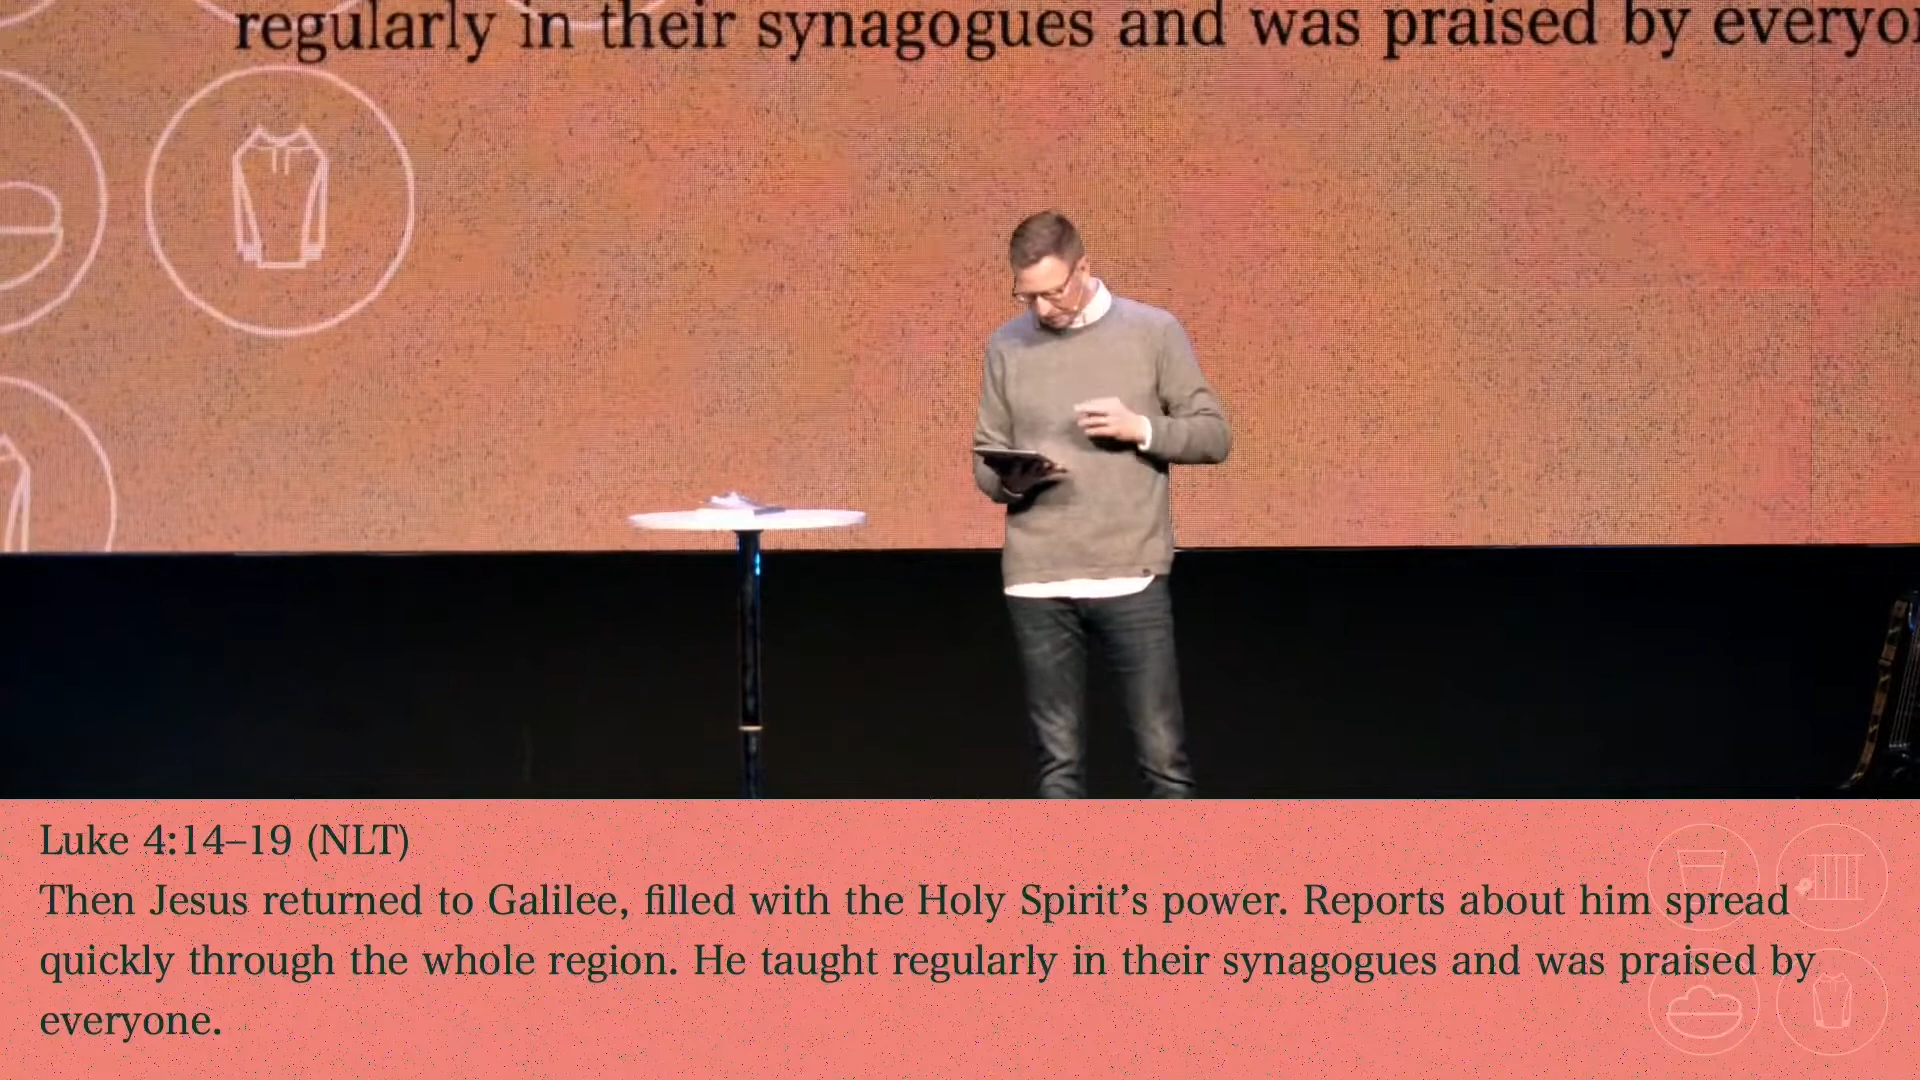 regularly in their synagogues and was praised by
Luke 4:14–19 (NLT)
Then Jesus returned to Galilee, filled with the Holy Spirit’s power. Reports about him spread
quickly through the whole region. He taught regularly in their synagogues and was praised by
everyone.